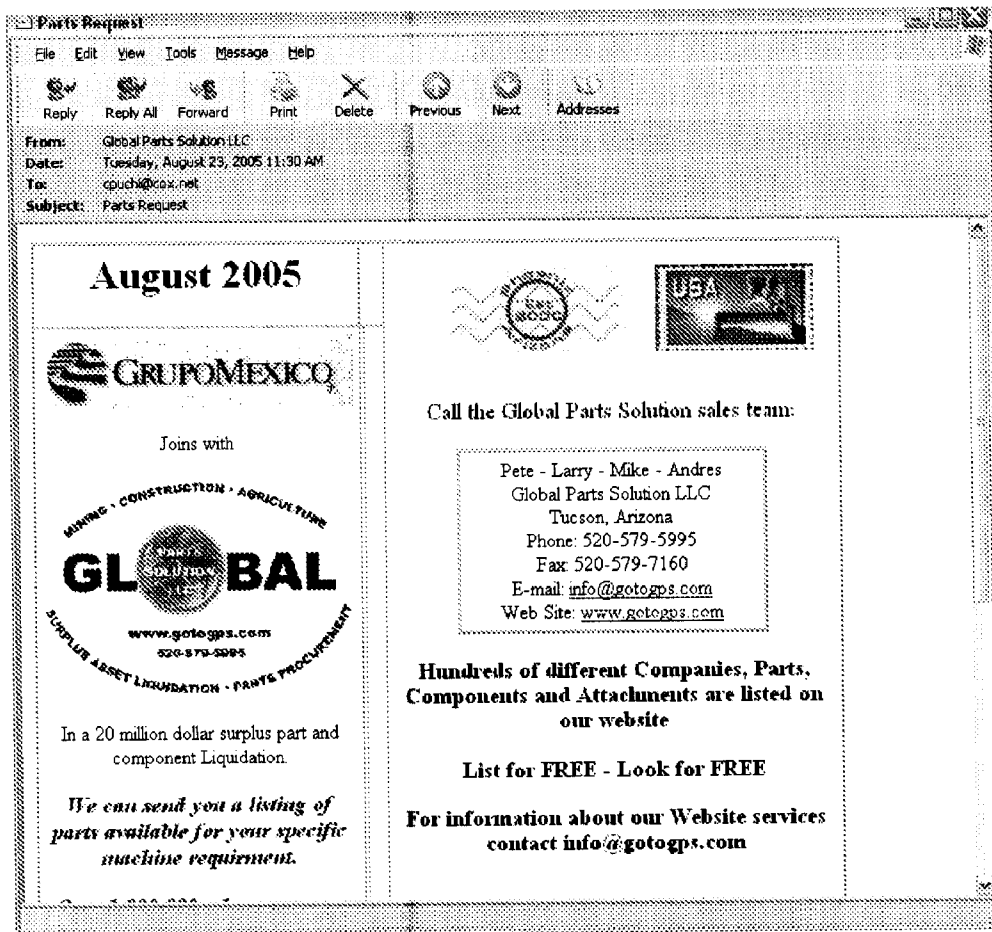 Parts Request
File Edit View Tools Message Help
Reply Reply All Forward Print Delete Previous Next Addresses
From: Global Parts Solution LLC
Date: Tuesday, August 23, 2005 11:30 AM
To: cpuchi@cox.net
Subject: Parts Request
August 2005
GRUPOMEXICO
Joins with
MINING · CONSTRUCTION · AGRICULTURE
GLOBAL
PARTS
SOLUTION
LLC
www.gotogps.com
520-579-5995
SURPLUS ASSET LIQUIDATION · PARTS PROCUREMENT
In a 20 million dollar surplus part and
component Liquidation.
We can send you a listing of
parts available for your specific
machine requirment.
USA
Call the Global Parts Solution sales team:
Pete - Larry - Mike - Andres
Global Parts Solution LLC
Tucson, Arizona
Phone: 520-579-5995
Fax: 520-579-7160
E-mail: info@gotogps.com
Web Site: www.gotogps.com
Hundreds of different Companies, Parts,
Components and Attachments are listed on
our website
List for FREE - Look for FREE
For information about our Website services
contact info@gotogps.com